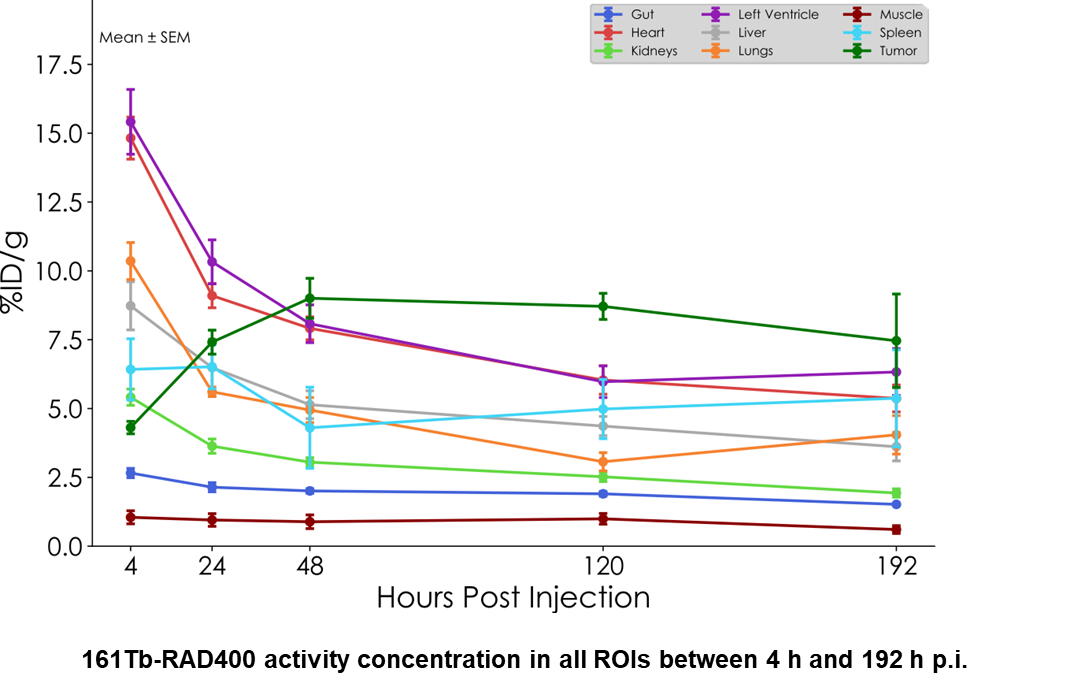 Mean ± SEM
Gut
Heart
Kidneys
Left Ventricle
Liver
Lungs
Muscle
Spleen
Tumor
%ID/g
17.5
15.0
12.5
10.0
7.5
5.0
2.5
0.0
4 24 48 120 192
Hours Post Injection
161Tb-RAD400 activity concentration in all ROIs between 4 h and 192 h p.i.